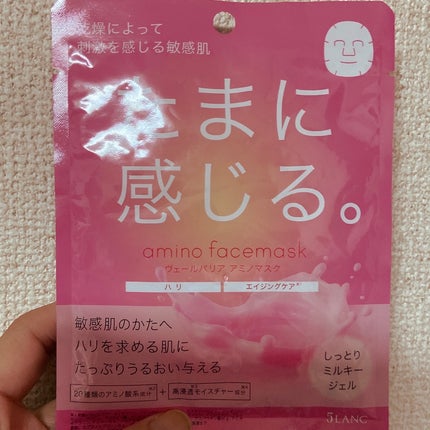 乾燥によって
刺激を感じる敏感肌
たまに
感じる。
amino facemask
ヴェールバリア アミノマスク
ハリ
エイジングケア
敏感肌のかたへ
ハリを求める肌に
たっぷりうるおい与える
20種類のアミノ酸系
+
高浸透モイスチャー成分
しっとり
ミルキー
ジェル
5LANC